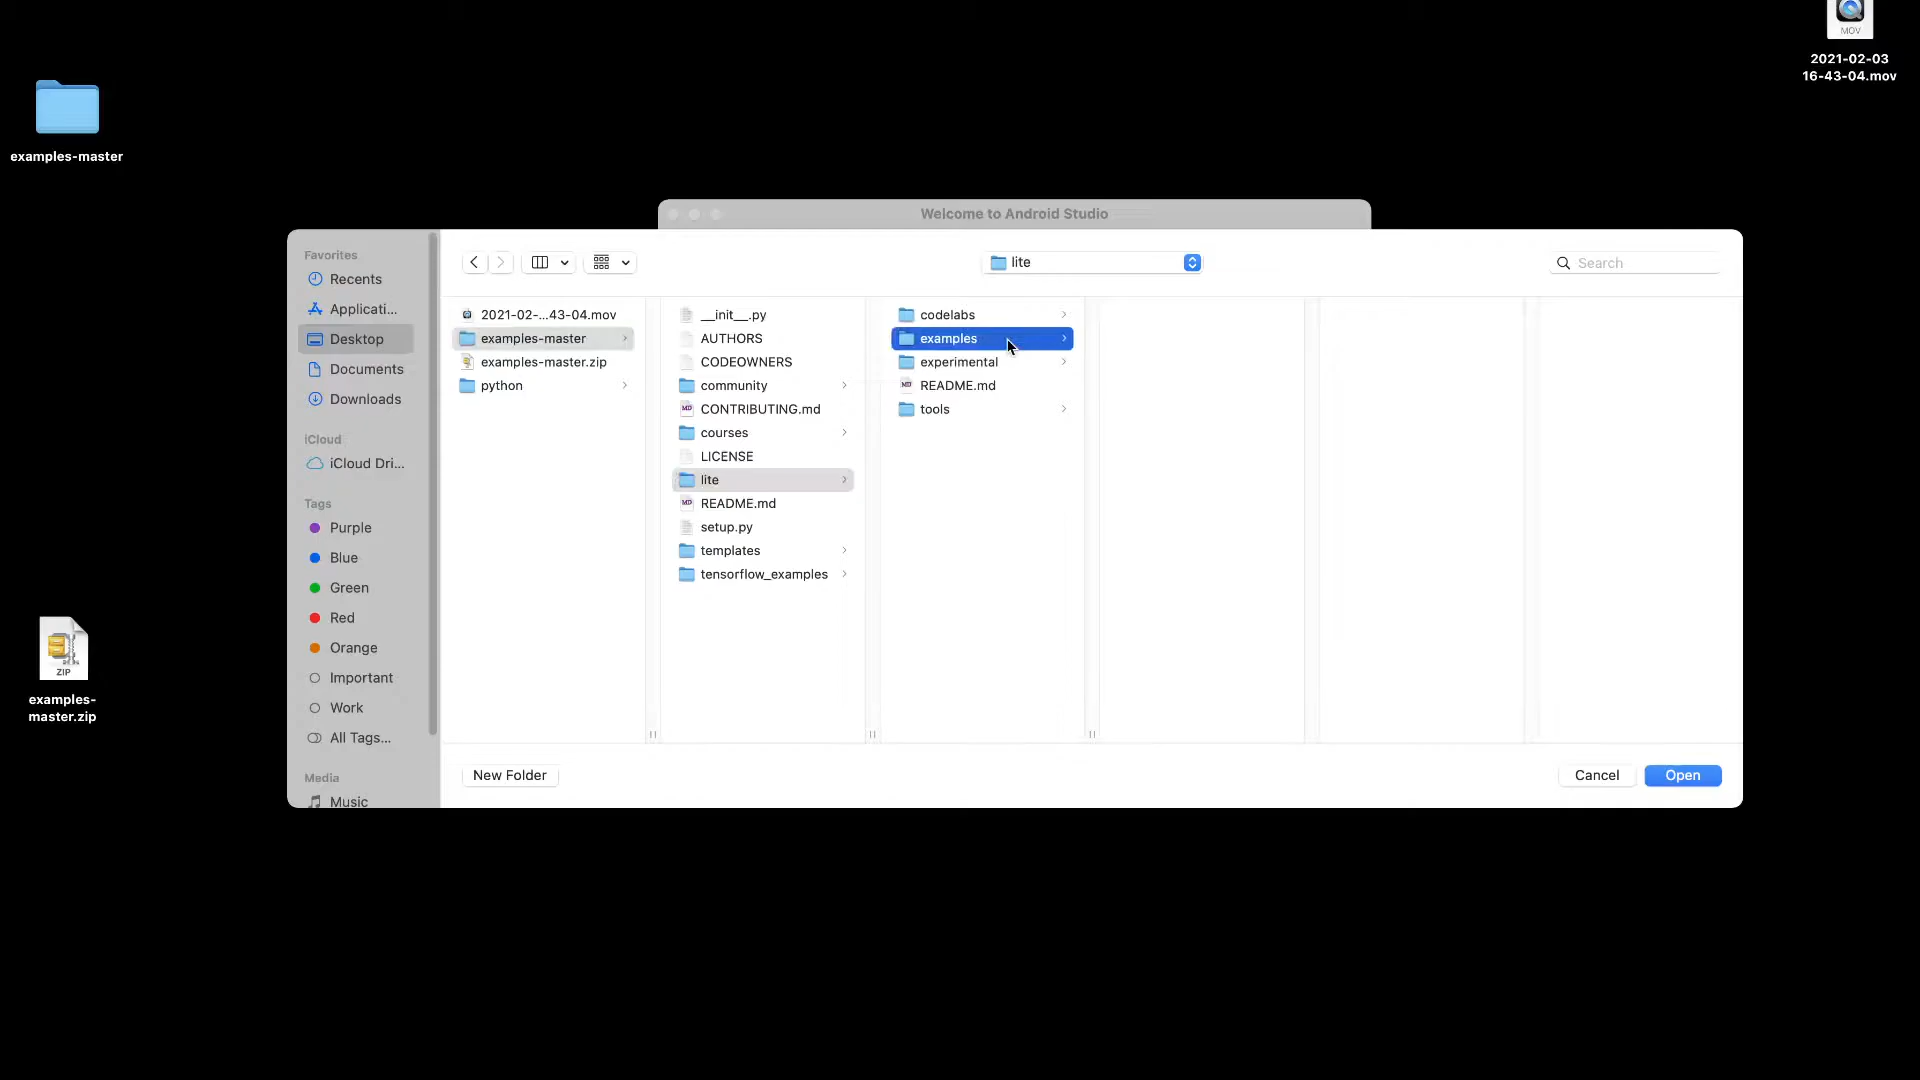 MOV
2021-02-03
16-43-04.mov
examples-master
Welcome to Android Studio
Favorites
Recents
Applicati...
Desktop
Documents
Downloads
iCloud
iCloud Dri...
Tags
Purple
Blue
Green
Red
Orange
Important
Work
All Tags...
Media
Music
lite
Search
2021-02-...43-04.mov
examples-master
examples-master.zip
python
__init__.py
AUTHORS
CODEOWNERS
community
MD CONTRIBUTING.md
courses
LICENSE
lite
MD README.md
setup.py
templates
tensorflow_examples
codelabs
examples
experimental
MD README.md
tools
New Folder
Cancel
Open
ZIP
examples-
master.zip